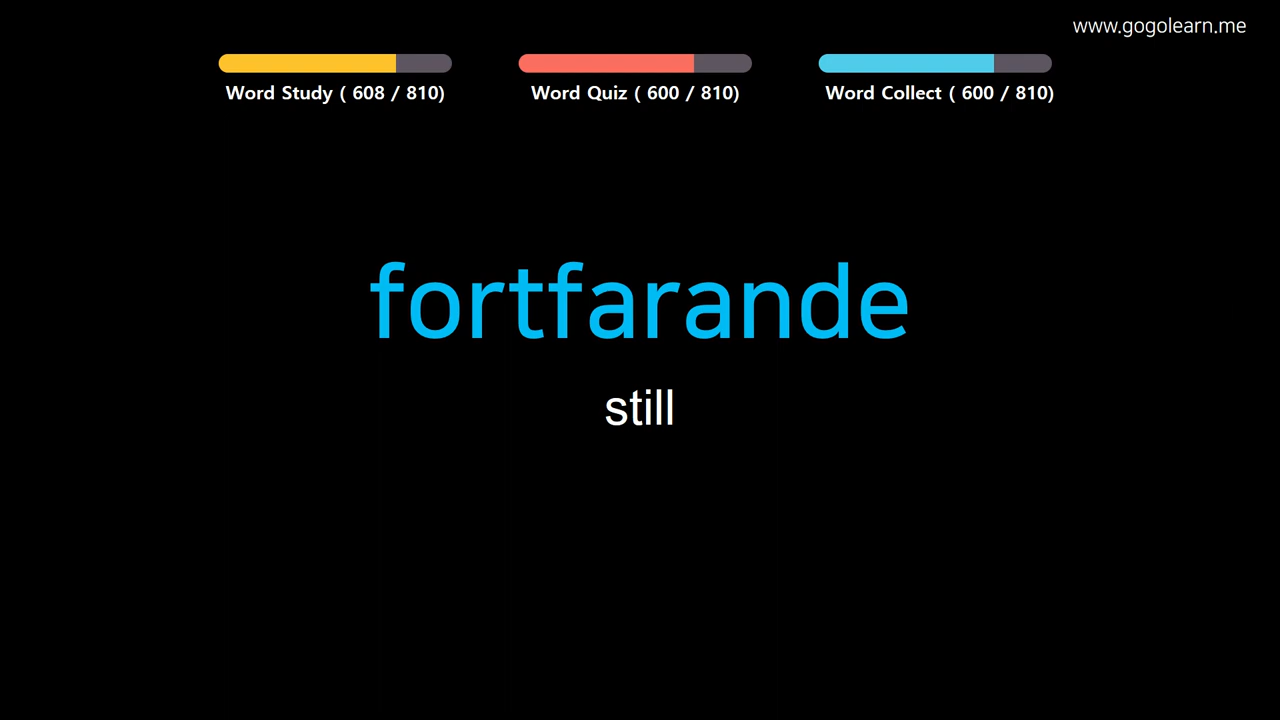 www.gogolearn.me
Word Study ( 608 / 810)
Word Quiz ( 600 / 810)
Word Collect ( 600 / 810)
fortfarande
still